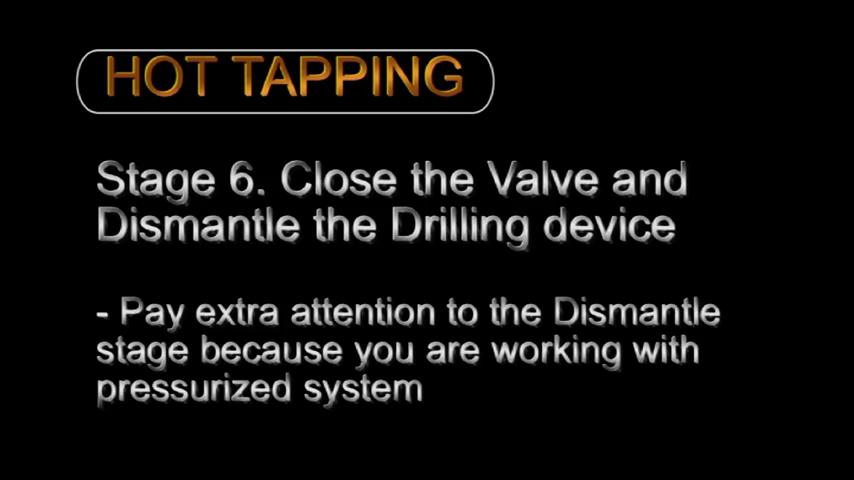 HOT TAPPING
Stage 6. Close the Valve and
Dismantle the Drilling device
- Pay extra attention to the Dismantle
stage because you are working with
pressurized system